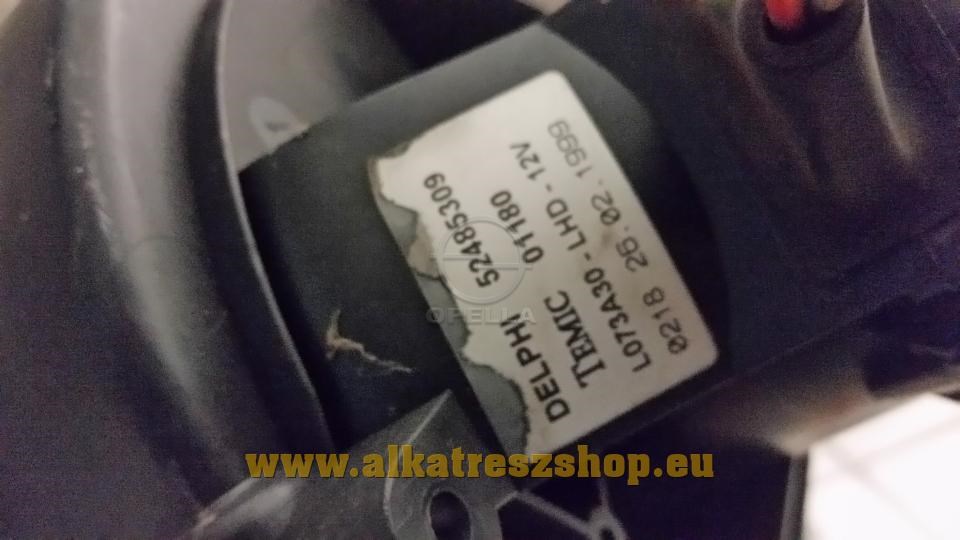 DELPHI 52485309
TEMIC 01180
L073A30 - LHD - 12V
0218 26.02.1999
OPELLA
www.alkatreszshop.eu